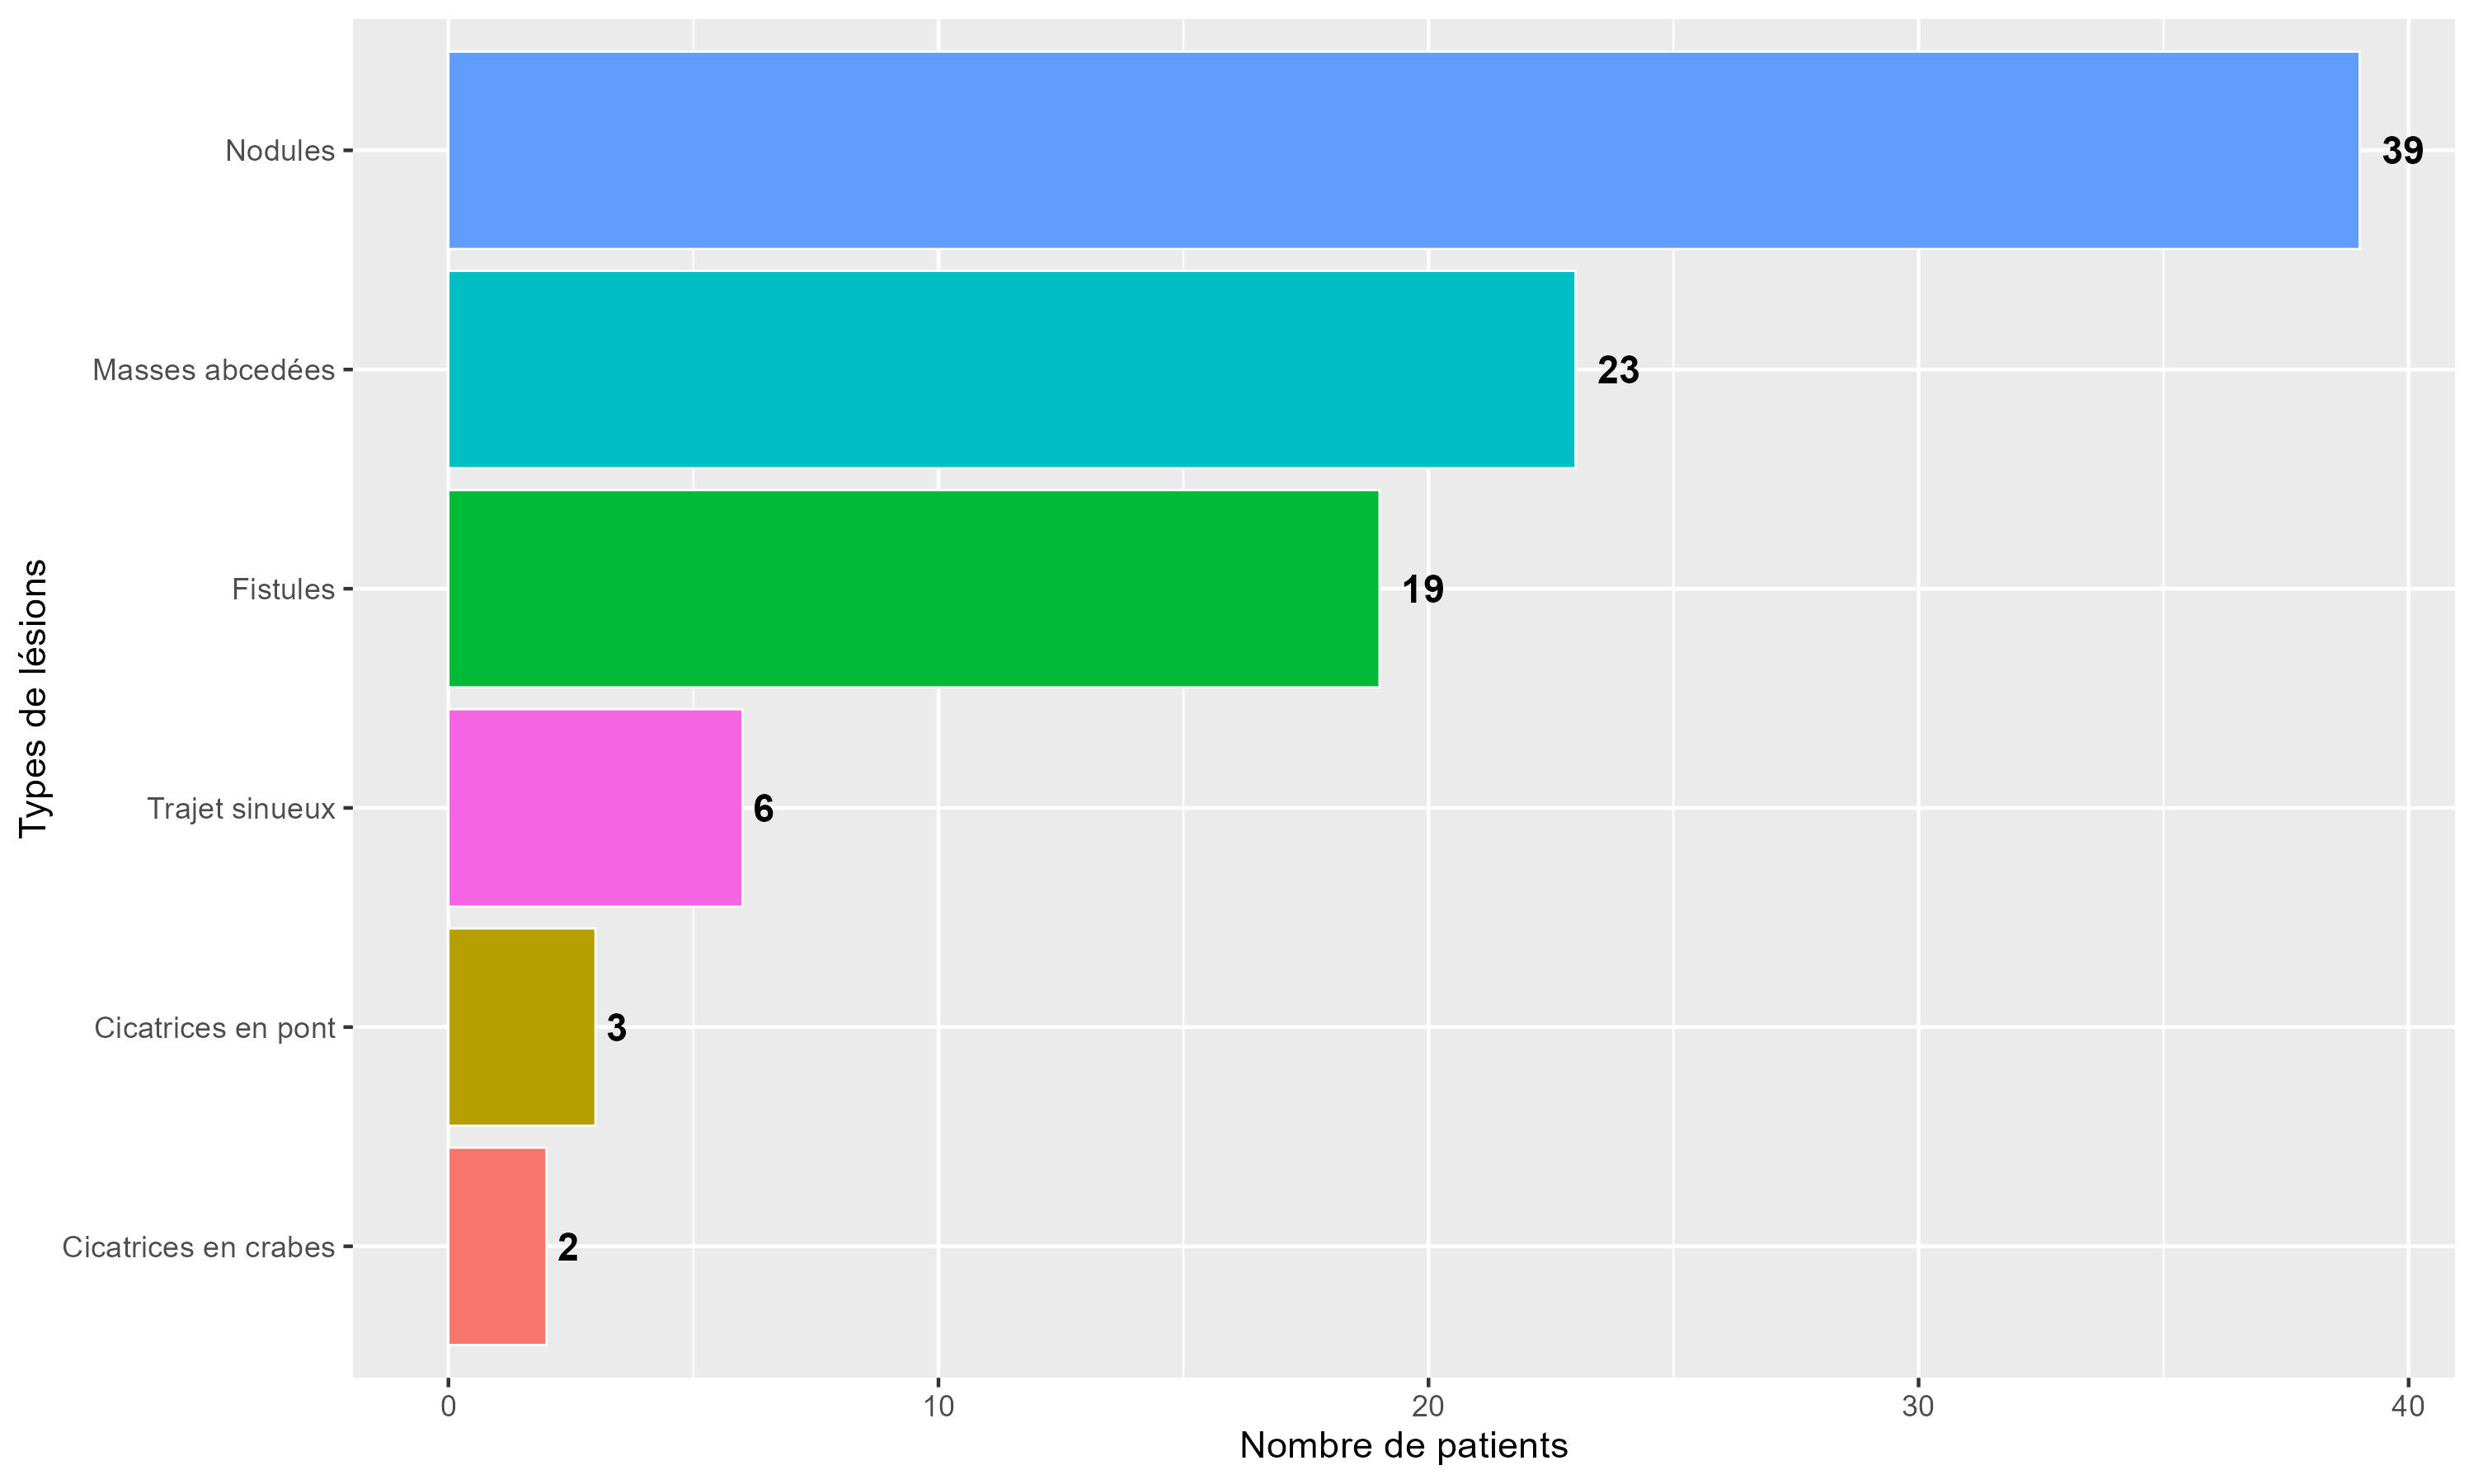 Types de lésions
Nodules
39
Masses abcedées
23
Fistules
19
Trajet sinueux
6
Cicatrices en pont
3
Cicatrices en crabes
2
0 10 20 30 40
Nombre de patients